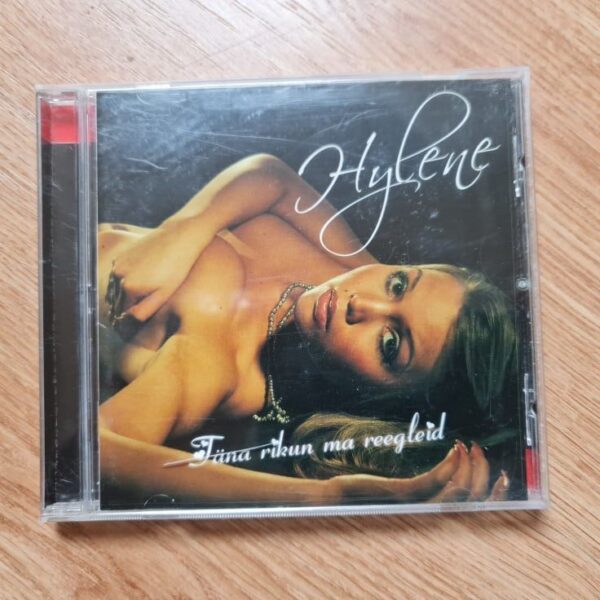 Hylene
Täna rikun ma reegleid